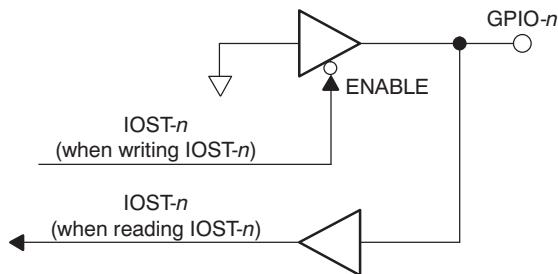 GPIO-n
ENABLE
IOST-n
(when writing IOST-n)
IOST-n
(when reading IOST-n)